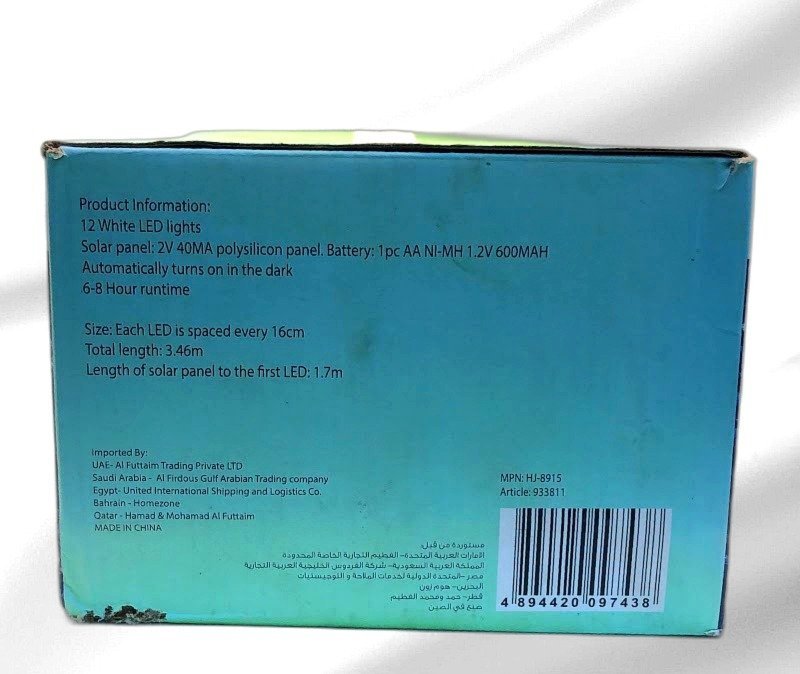 Product Information:
12 White LED lights
Solar panel: 2V 40MA polysilicon panel. Battery: 1pc AA NI-MH 1.2V 600MAH
Automatically turns on in the dark
6-8 Hour runtime
Size: Each LED is spaced every 16cm
Total length: 3.46m
Length of solar panel to the first LED: 1.7m
Imported By:
UAE- Al Futtaim Trading Private LTD
Saudi Arabia - Al Firdous Gulf Arabian Trading company
Egypt- United International Shipping and Logistics Co.
Bahrain - Homezone
Qatar - Hamad & Mohamad Al Futtaim
MADE IN CHINA
MPN: HJ-8915
Article: 933811
مستوردة من قبل:
الامارات العربية المتحدة- الفطيم التجارية الخاصة المحدودة
المملكة العربية السعودية- شركة الفردوس الخليجية العربية التجارية
مصر -المتحدة الدولية لخدمات الملاحة و اللوجيستيات
البحرين- هوم زون
قطر- حمد ومحمد الفطيم
صنع في الصين
4 894420 097438